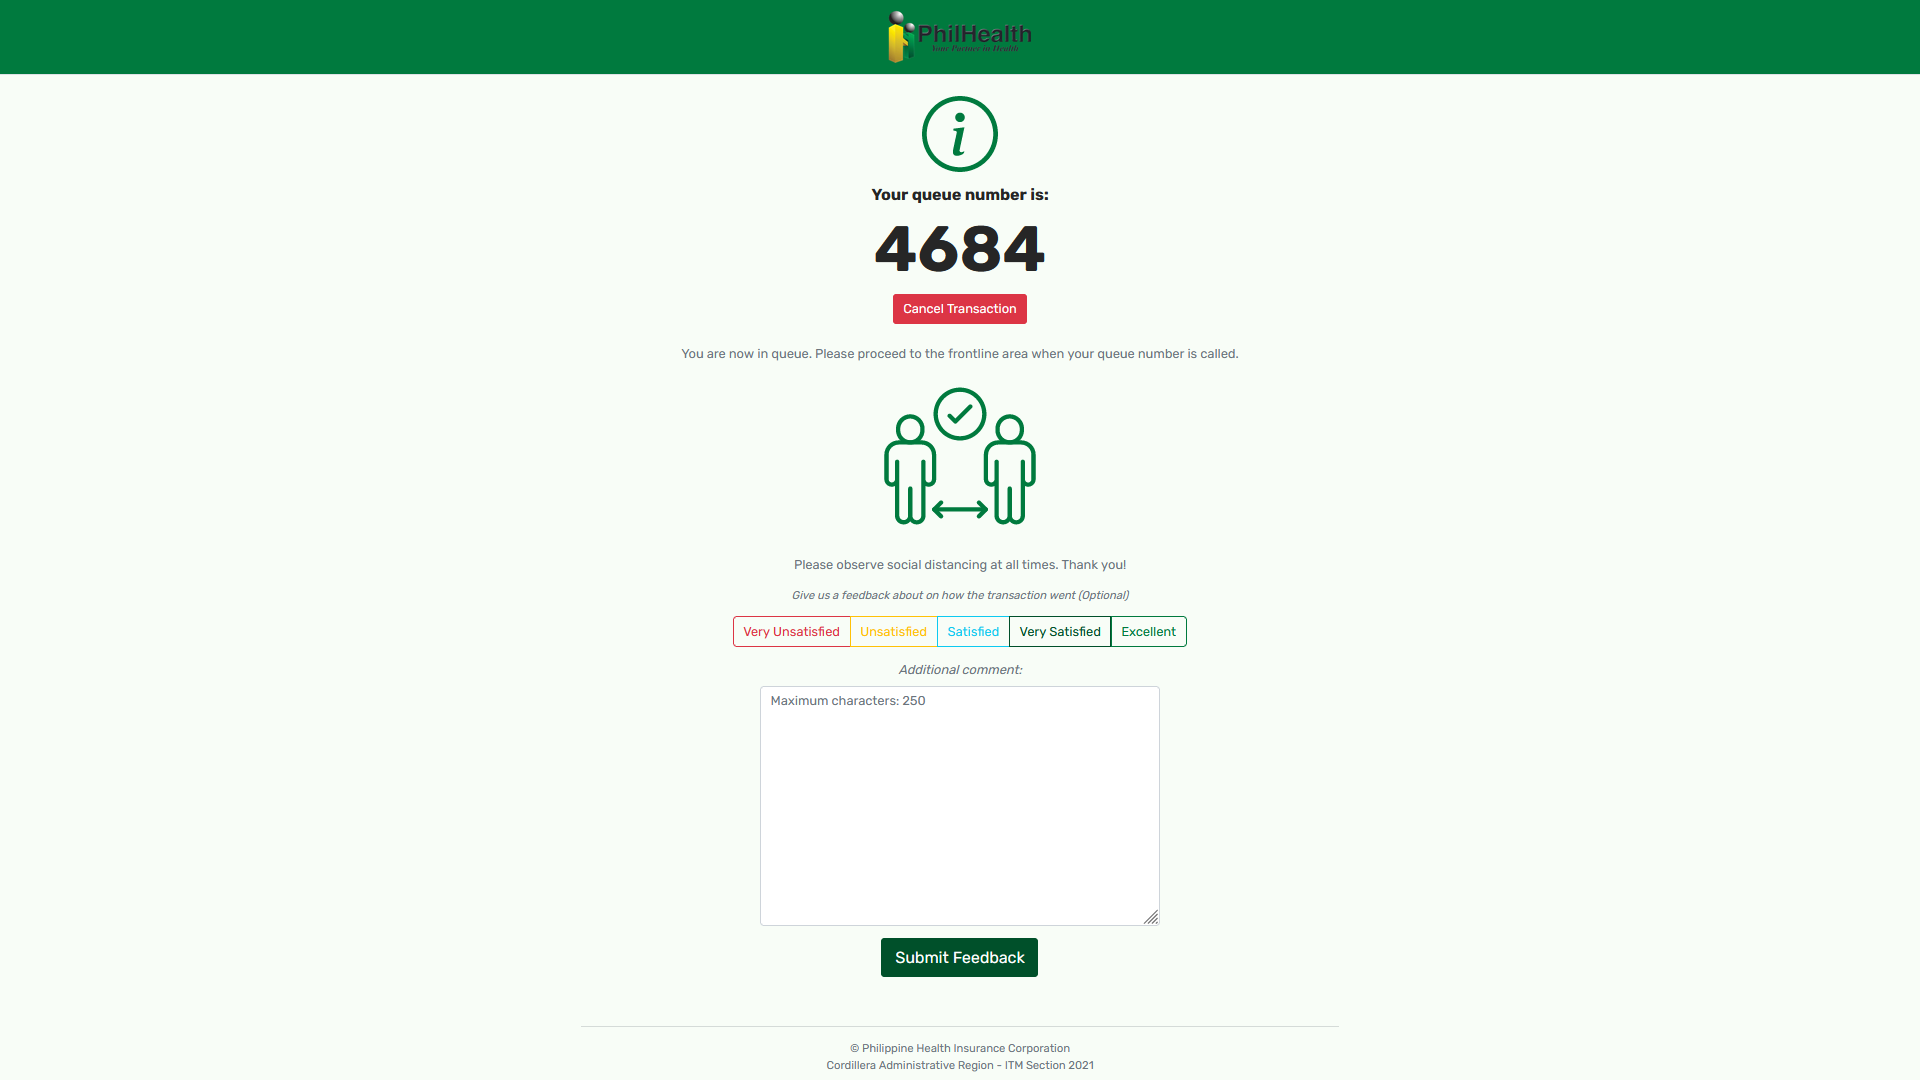 PhilHealth
Your Partner in Health
i
Your queue number is:
4684
Cancel Transaction
You are now in queue. Please proceed to the frontline area when your queue number is called.
Please observe social distancing at all times. Thank you!
Give us a feedback about on how the transaction went (Optional)
Very Unsatisfied Unsatisfied Satisfied Very Satisfied Excellent
Additional comment:
Maximum characters: 250
Submit Feedback
© Philippine Health Insurance Corporation
Cordillera Administrative Region - ITM Section 2021